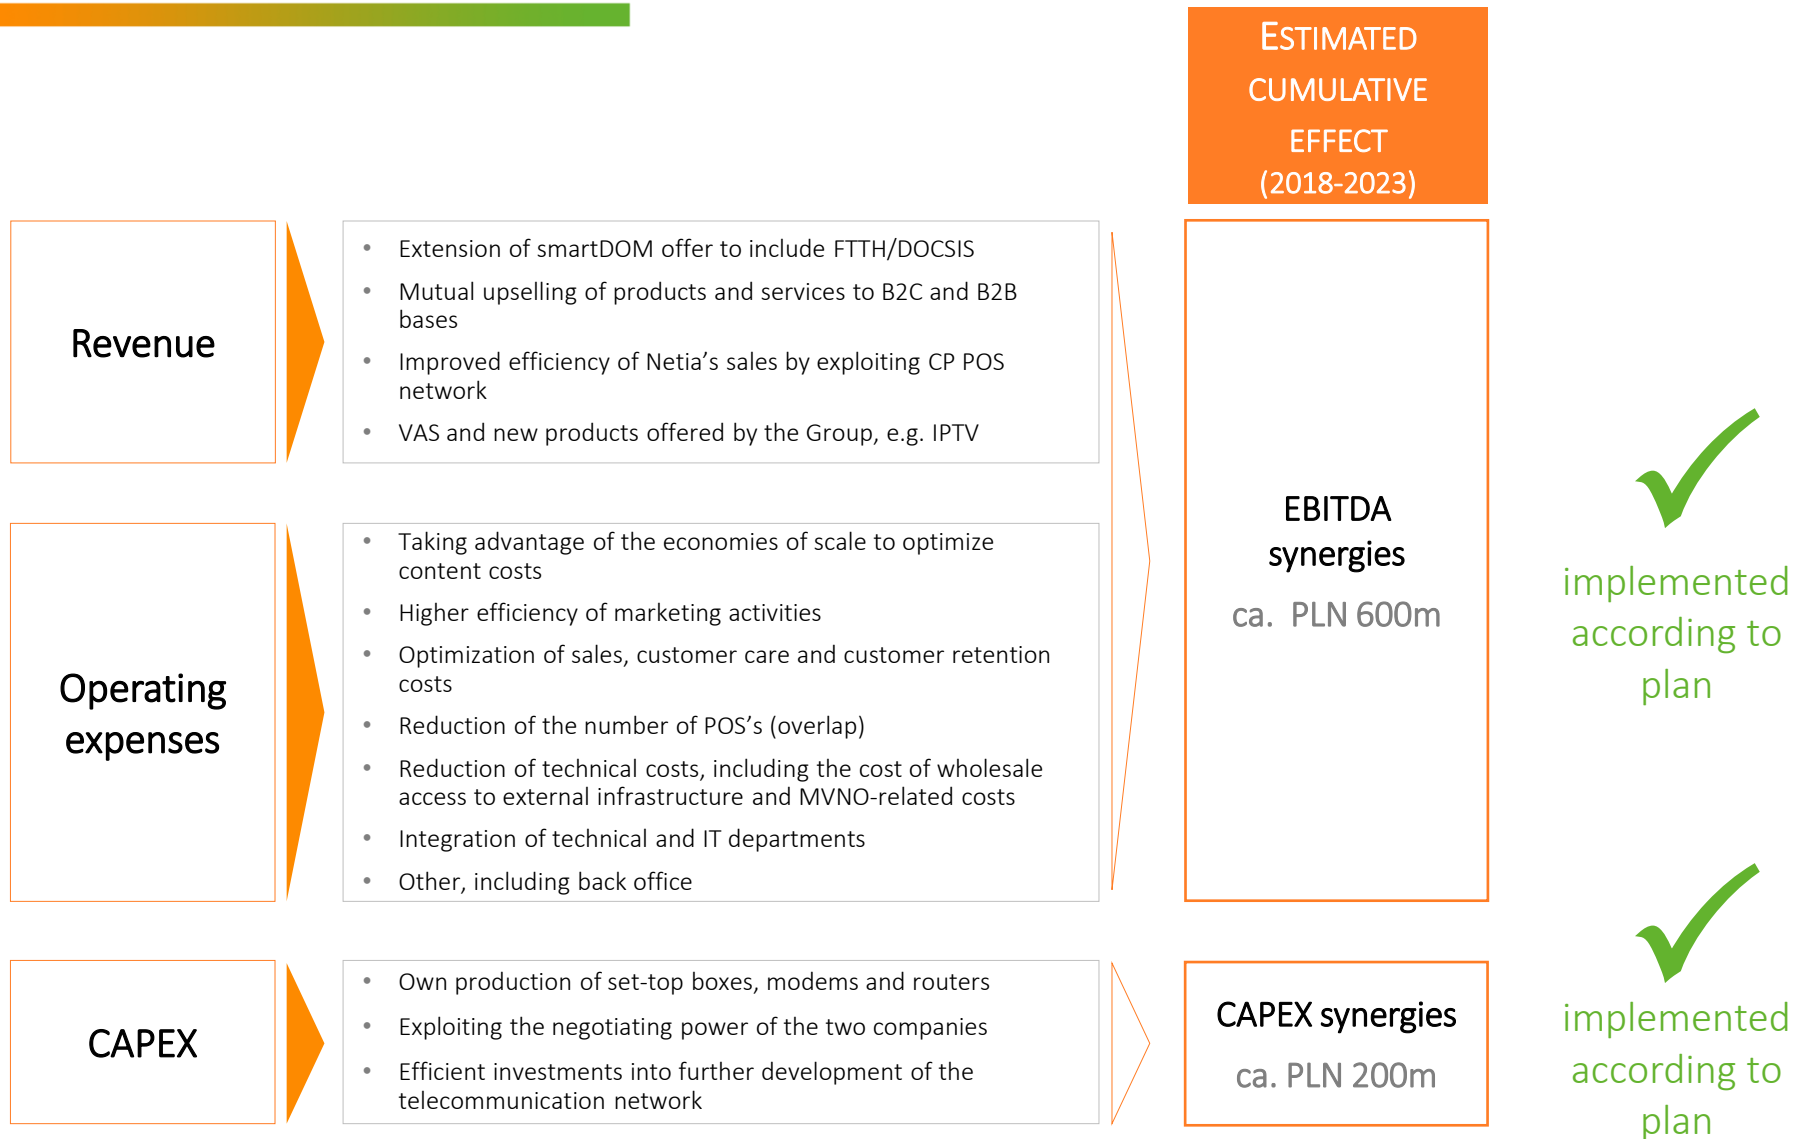 ESTIMATED
CUMULATIVE
EFFECT
(2018-2023)
Revenue
• Extension of smartDOM offer to include FTTH/DOCSIS
• Mutual upselling of products and services to B2C and B2B
bases
• Improved efficiency of Netia’s sales by exploiting CP POS
network
• VAS and new products offered by the Group, e.g. IPTV
Operating
expenses
• Taking advantage of the economies of scale to optimize
content costs
• Higher efficiency of marketing activities
• Optimization of sales, customer care and customer retention
costs
• Reduction of the number of POS’s (overlap)
• Reduction of technical costs, including the cost of wholesale
access to external infrastructure and MVNO-related costs
• Integration of technical and IT departments
• Other, including back office
EBITDA
synergies
ca. PLN 600m
implemented
according to
plan
CAPEX
• Own production of set-top boxes, modems and routers
• Exploiting the negotiating power of the two companies
• Efficient investments into further development of the
telecommunication network
CAPEX synergies
ca. PLN 200m
implemented
according to
plan